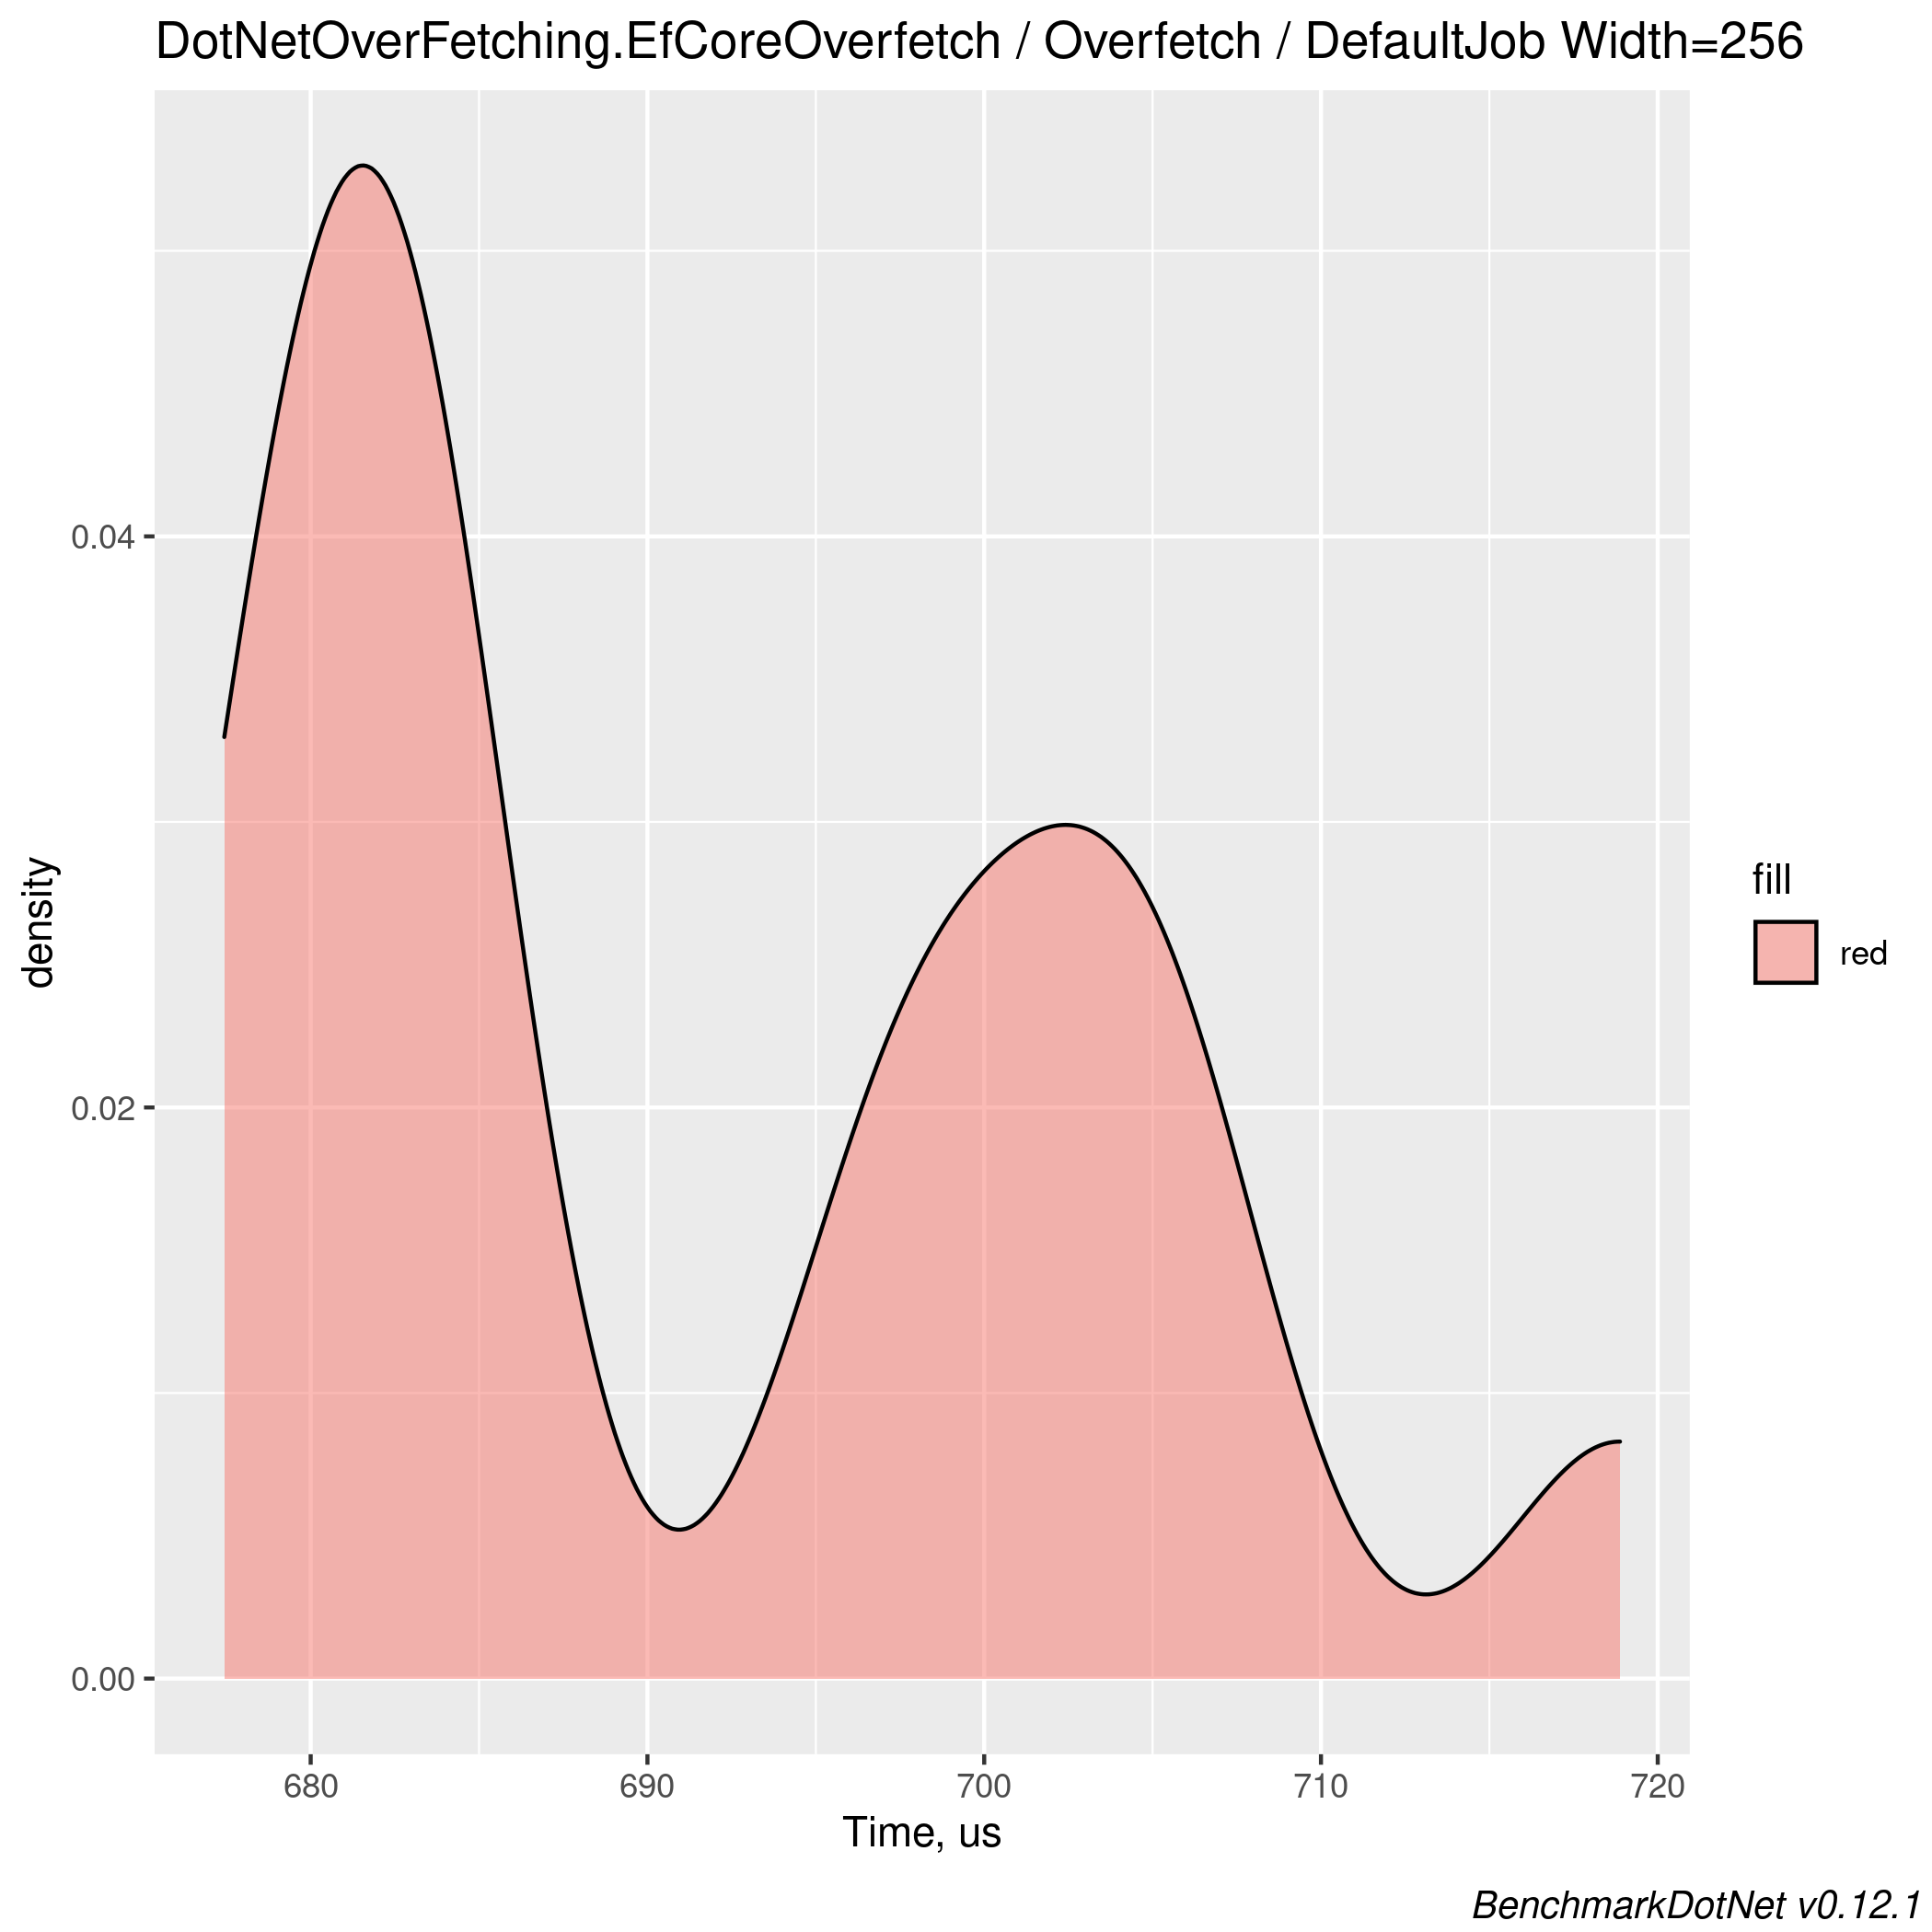 DotNetOverFetching.EfCoreOverfetch / Overfetch / DefaultJob Width=256
density
0.04
0.02
0.00
680 690 700 710 720
Time, us
fill
red
BenchmarkDotNet v0.12.1